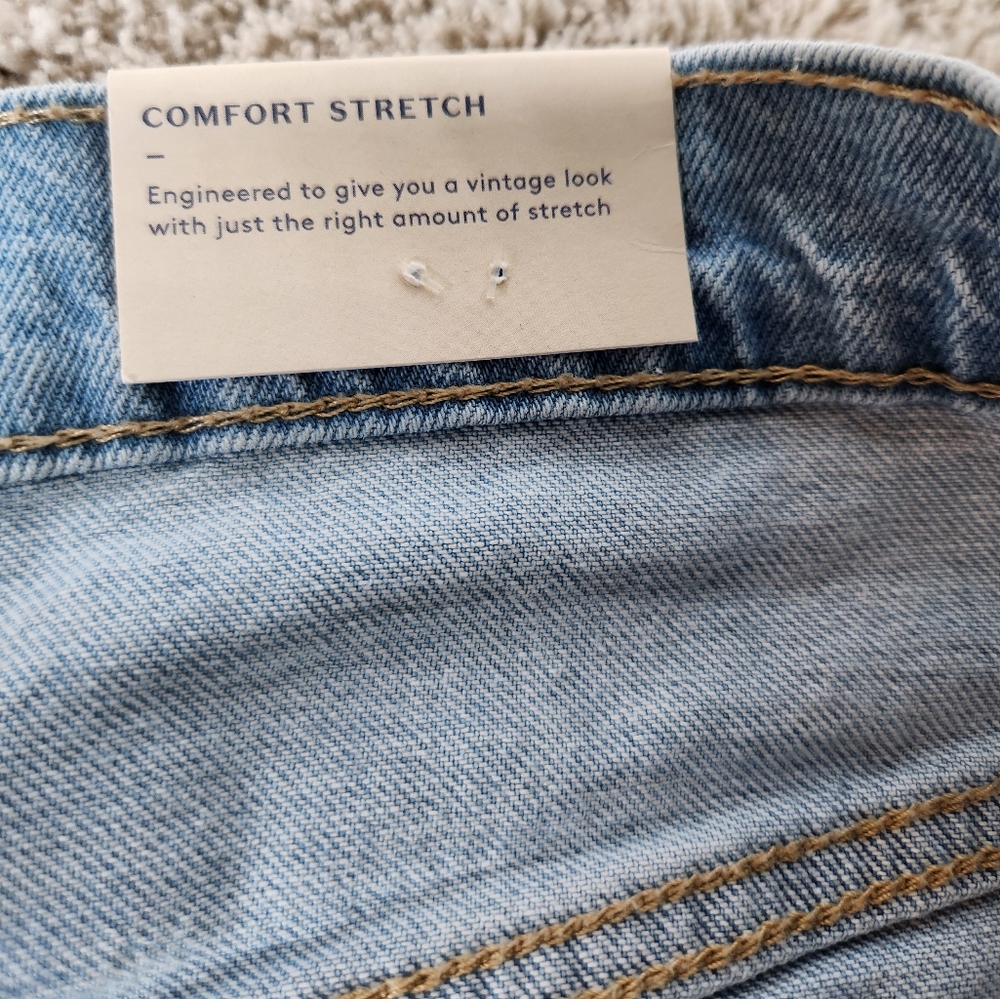 COMFORT STRETCH
–
Engineered to give you a vintage look
with just the right amount of stretch